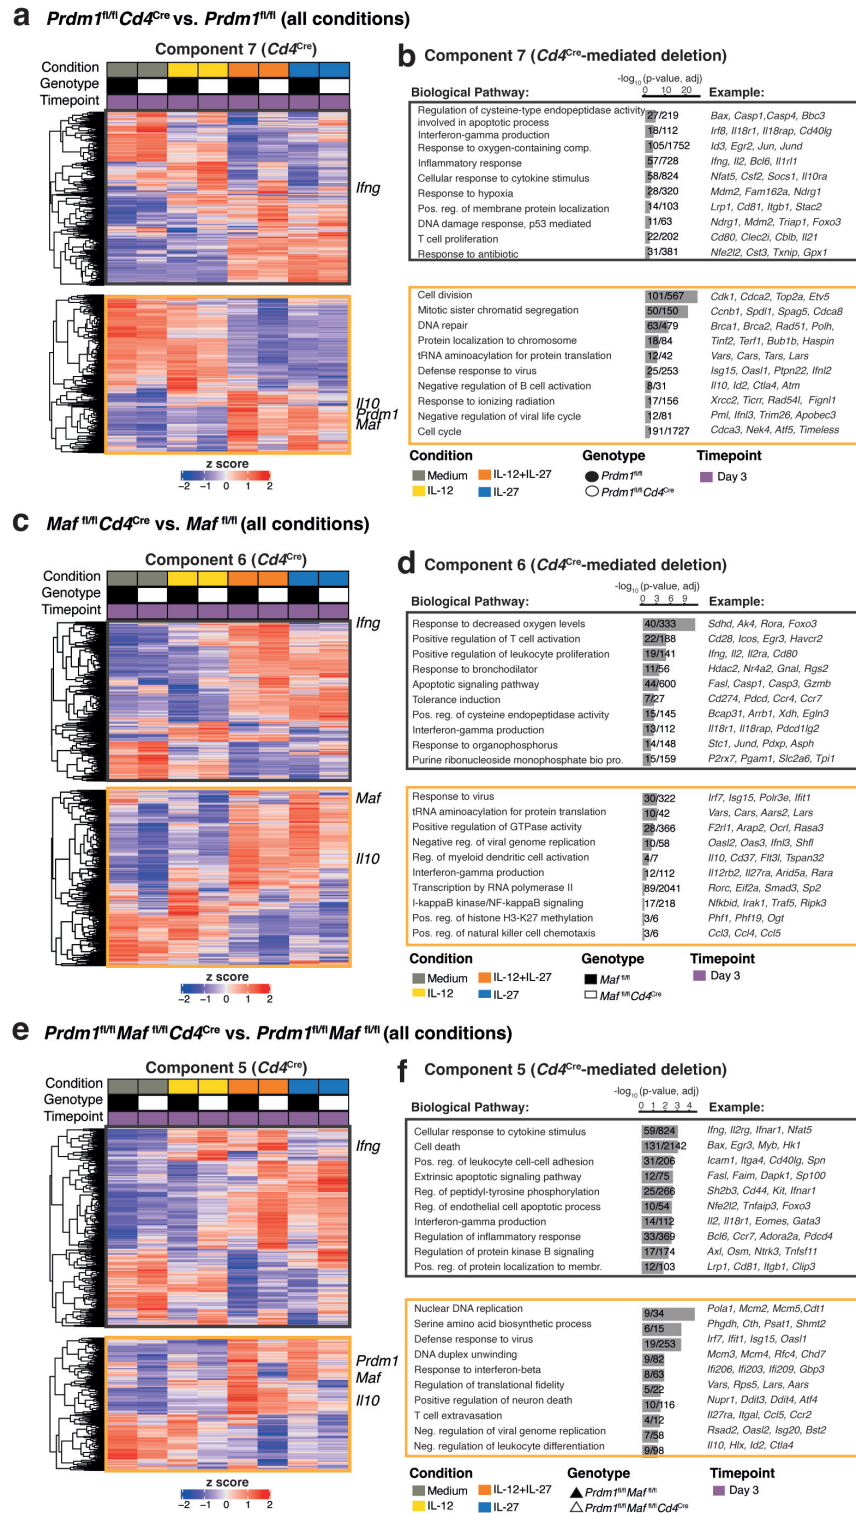 a Prdm1fl/flCd4Cre vs. Prdm1fl/fl (all conditions)
Component 7 (Cd4Cre)
Condition
Genotype
Timepoint
Ifng
Il10
Prdm1
Maf
z score
−2 −1 0 1 2
b Component 7 (Cd4Cre-mediated deletion)
-log10 (p-value, adj)
Biological Pathway: 0 10 20 Example:
Regulation of cysteine-type endopeptidase activity
involved in apoptotic process 27/219 Bax, Casp1,Casp4, Bbc3
Interferon-gamma production 18/112 Irf8, Il18r1, Il18rap, Cd40lg
Response to oxygen-containing comp. 105/1752 Id3, Egr2, Jun, Jund
Inflammatory response 57/728 Ifng, Il2, Bcl6, Il1rl1
Cellular response to cytokine stimulus 58/824 Nfat5, Csf2, Socs1, Il10ra
Response to hypoxia 28/320 Mdm2, Fam162a, Ndrg1
Pos. reg. of membrane protein localization 14/103 Lrp1, Cd81, Itgb1, Stac2
DNA damage response, p53 mediated 11/63 Ndrg1, Mdm2, Triap1, Foxo3
T cell proliferation 22/202 Cd80, Clec2i, Cblb, Il21
Response to antibiotic 31/381 Nfe2l2, Cst3, Txnip, Gpx1
Cell division 101/567 Cdk1, Cdca2, Top2a, Etv5
Mitotic sister chromatid segregation 50/150 Ccnb1, Spdl1, Spag5, Cdca8
DNA repair 63/479 Brca1, Brca2, Rad51, Polh,
Protein localization to chromosome 18/84 Tinf2, Terf1, Bub1b, Haspin
tRNA aminoacylation for protein translation 12/42 Vars, Cars, Tars, Lars
Defense response to virus 25/253 Isg15, Oasl1, Ptpn22, Ifnl2
Negative regulation of B cell activation 8/31 Il10, Id2, Ctla4, Atm
Response to ionizing radiation 17/156 Xrcc2, Ticrr, Rad54l, Fignl1
Negative regulation of viral life cycle 12/81 Pml, Ifnl3, Trim26, Apobec3
Cell cycle 191/1727 Cdca3, Nek4, Atf5, Timeless
Condition Genotype Timepoint
Medium IL-12+IL-27 Prdm1fl/fl Day 3
IL-12 IL-27 Prdm1fl/flCd4Cre
c Maf fl/flCd4Cre vs. Maf fl/fl (all conditions)
Component 6 (Cd4Cre)
Condition
Genotype
Timepoint
Ifng
Maf
Il10
z score
−2 −1 0 1 2
d Component 6 (Cd4Cre-mediated deletion)
-log10 (p-value, adj)
Biological Pathway: 0 3 6 9 Example:
Response to decreased oxygen levels 40/333 Sdhd, Ak4, Rora, Foxo3
Positive regulation of T cell activation 22/188 Cd28, Icos, Egr3, Havcr2
Positive regulation of leukocyte proliferation 19/141 Ifng, Il2, Il2ra, Cd80
Response to bronchodilator 11/56 Hdac2, Nr4a2, Gnal, Rgs2
Apoptotic signaling pathway 44/600 Fasl, Casp1, Casp3, Gzmb
Tolerance induction 7/27 Cd274, Pdcd, Ccr4, Ccr7
Pos. reg. of cysteine endopeptidase activity 15/145 Bcap31, Arrb1, Xdh, Egln3
Interferon-gamma production 13/112 Il18r1, Il18rap, Pdcd1lg2
Response to organophosphorus 14/148 Stc1, Jund, Pdxp, Asph
Purine ribonucleoside monophosphate bio pro. 15/159 P2rx7, Pgam1, Slc2a6, Tpi1
Response to virus 30/322 Irf7, Isg15, Polr3e, Ifit1
tRNA aminoacylation for protein translation 10/42 Vars, Cars, Aars2, Lars
Positive regulation of GTPase activity 28/366 F2rl1, Arap2, Ocrl, Rasa3
Negative reg. of viral genome replication 10/58 Oasl2, Oas3, Ifnl3, Shfl
Reg. of myeloid dendritic cell activation 4/7 Il10, Cd37, Flt3l, Tspan32
Interferon-gamma production 12/112 Il12rb2, Il27ra, Arid5a, Rara
Transcription by RNA polymerase II 89/2041 Rorc, Eif2a, Smad3, Sp2
I-kappaB kinase/NF-kappaB signaling 17/218 Nfkbid, Irak1, Traf5, Ripk3
Pos. reg. of histone H3-K27 methylation 3/6 Phf1, Phf19, Ogt
Pos. reg. of natural killer cell chemotaxis 3/6 Ccl3, Ccl4, Ccl5
Condition Genotype Timepoint
Medium IL-12+IL-27 Maf fl/fl Day 3
IL-12 IL-27 Maf fl/flCd4Cre
e Prdm1fl/flMaf fl/flCd4Cre vs. Prdm1fl/flMaf fl/fl (all conditions)
Component 5 (Cd4Cre)
Condition
Genotype
Timepoint
Ifng
Prdm1
Maf
Il10
z score
−2 −1 0 1 2
f Component 5 (Cd4Cre-mediated deletion)
-log10 (p-value, adj)
Biological Pathway: 0 1 2 3 4 Example:
Cellular response to cytokine stimulus 59/824 Ifng, Il2rg, Ifnar1, Nfat5
Cell death 131/2142 Bax, Egr3, Myb, Hk1
Pos. reg. of leukocyte cell-cell adhesion 31/206 Icam1, Itga4, Cd40lg, Spn
Extrinsic apoptotic signaling pathway 12/75 Fasl, Faim, Dapk1, Sp100
Reg. of peptidyl-tyrosine phosphorylation 25/266 Sh2b3, Cd44, Kit, Ifnar1
Reg. of endothelial cell apoptotic process 10/54 Nfe2l2, Tnfaip3, Foxo3
Interferon-gamma production 14/112 Il2, Il18r1, Eomes, Gata3
Regulation of inflammatory response 33/369 Bcl6, Ccr7, Adora2a, Pdcd4
Regulation of protein kinase B signaling 17/174 Axl, Osm, Ntrk3, Tnfsf11
Pos. reg. of protein localization to membr. 12/103 Lrp1, Cd81, Itgb1, Clip3
Nuclear DNA replication 9/34 Pola1, Mcm2, Mcm5,Cdt1
Serine amino acid biosynthetic process 6/15 Phgdh, Cth, Psat1, Shmt2
Defense response to virus 19/253 Irf7, Ifit1, Isg15, Oasl1
DNA duplex unwinding 9/82 Mcm3, Mcm4, Rfc4, Chd7
Response to interferon-beta 8/63 Ifi206, Ifi203, Ifi209, Gbp3
Regulation of translational fidelity 5/22 Vars, Rps5, Lars, Aars
Positive regulation of neuron death 10/116 Nupr1, Ddit3, Ddit4, Atf4
T cell extravasation 4/12 Il27ra, Itgal, Ccl5, Ccr2
Neg. regulation of viral genome replication 7/58 Rsad2, Oasl2, Isg20, Bst2
Neg. regulation of leukocyte differentiation 9/98 Il10, Hlx, Id2, Ctla4
Condition Genotype Timepoint
Medium IL-12+IL-27 Prdm1fl/flMaf fl/fl Day 3
IL-12 IL-27 Prdm1fl/flMaf fl/flCd4Cre